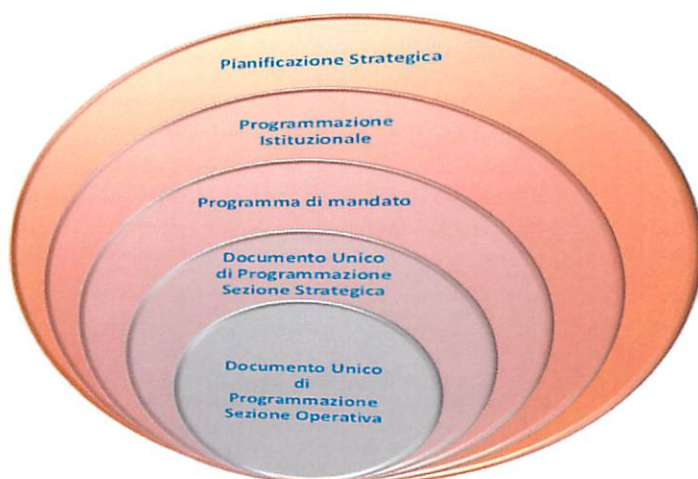 Pianificazione Strategica
Programmazione
Istituzionale
Programma di mandato
Documento Unico
di Programmazione
Sezione Strategica
Documento Unico
di
Programmazione
Sezione Operativa